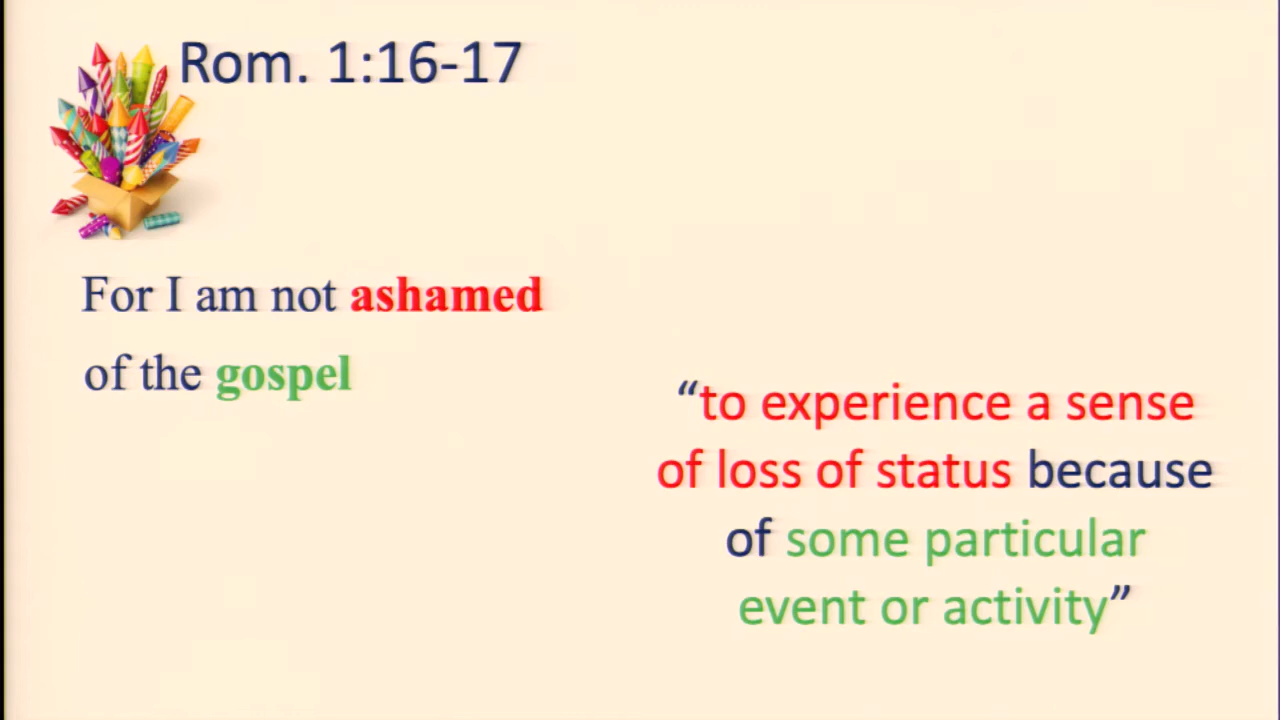 Rom. 1:16-17
For I am not ashamed
of the gospel
“to experience a sense
of loss of status because
of some particular
event or activity”